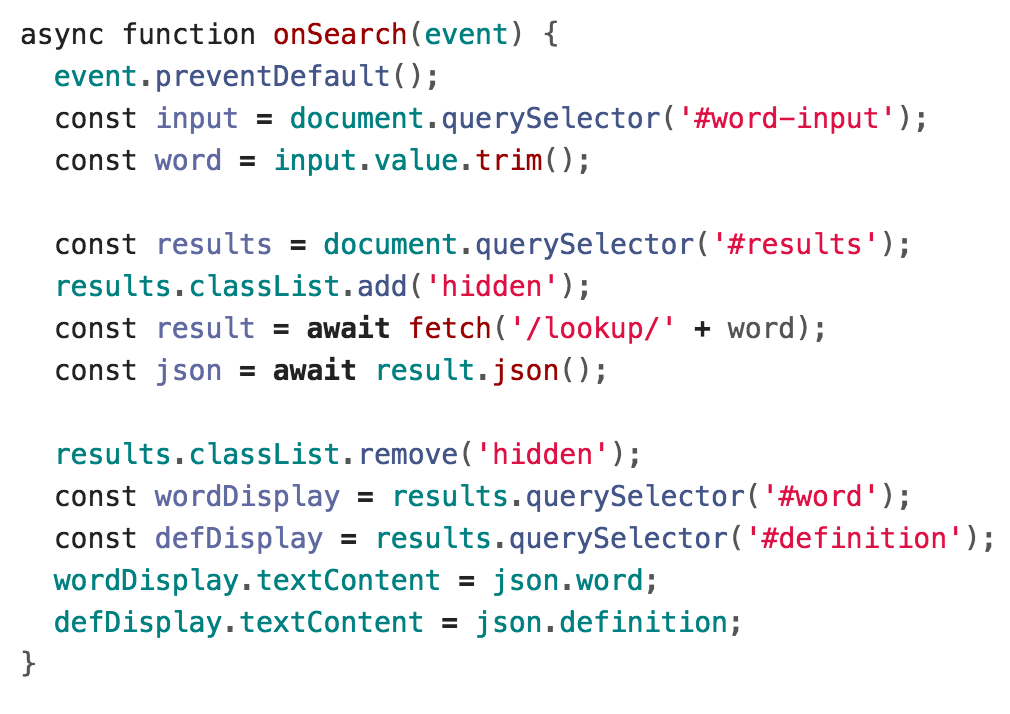 async function onSearch(event) {
  event.preventDefault();
  const input = document.querySelector('#word-input');
  const word = input.value.trim();

  const results = document.querySelector('#results');
  results.classList.add('hidden');
  const result = await fetch('/lookup/' + word);
  const json = await result.json();

  results.classList.remove('hidden');
  const wordDisplay = results.querySelector('#word');
  const defDisplay = results.querySelector('#definition');
  wordDisplay.textContent = json.word;
  defDisplay.textContent = json.definition;
}